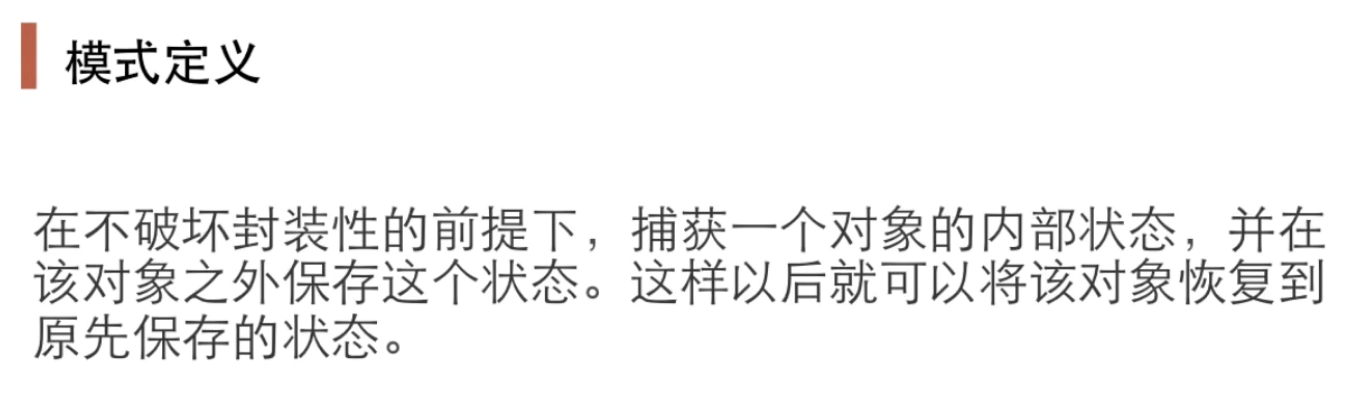 模式定义
在不破坏封装性的前提下，捕获一个对象的内部状态，并在
该对象之外保存这个状态。这样以后就可以将该对象恢复到
原先保存的状态。